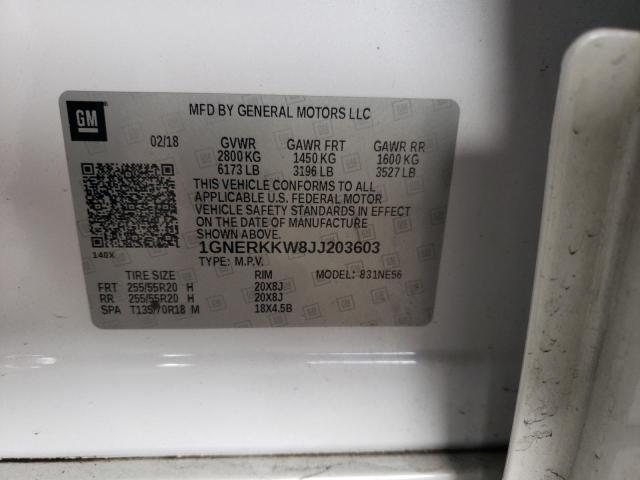 GM
MFD BY GENERAL MOTORS LLC
02/18 GVWR GAWR FRT GAWR RR
2800 KG 1450 KG 1600 KG
6173 LB 3196 LB 3527 LB
THIS VEHICLE CONFORMS TO ALL
APPLICABLE U.S. FEDERAL MOTOR
VEHICLE SAFETY STANDARDS IN EFFECT
ON THE DATE OF MANUFACTURE
SHOWN ABOVE.
1GNERKKW8JJ203603
140X
TYPE: M.P.V. MODEL: 831NE56
TIRE SIZE RIM
FRT 255/55R20 H 20X8J
RR 255/55R20 H 20X8J
SPA T135/70R18 M 18X4.5B